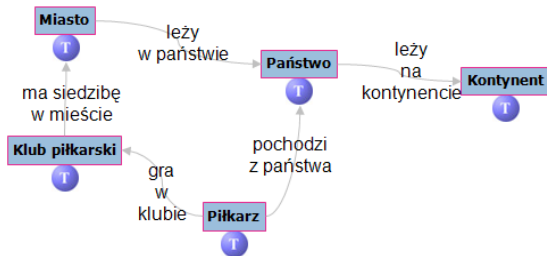 Miasto
T
leży
w państwie
Państwo
T
leży
na
kontynencie
Kontynent
T
ma siedzibę
w mieście
Klub piłkarski
T
gra
w
klubie
pochodzi
z państwa
Piłkarz
T